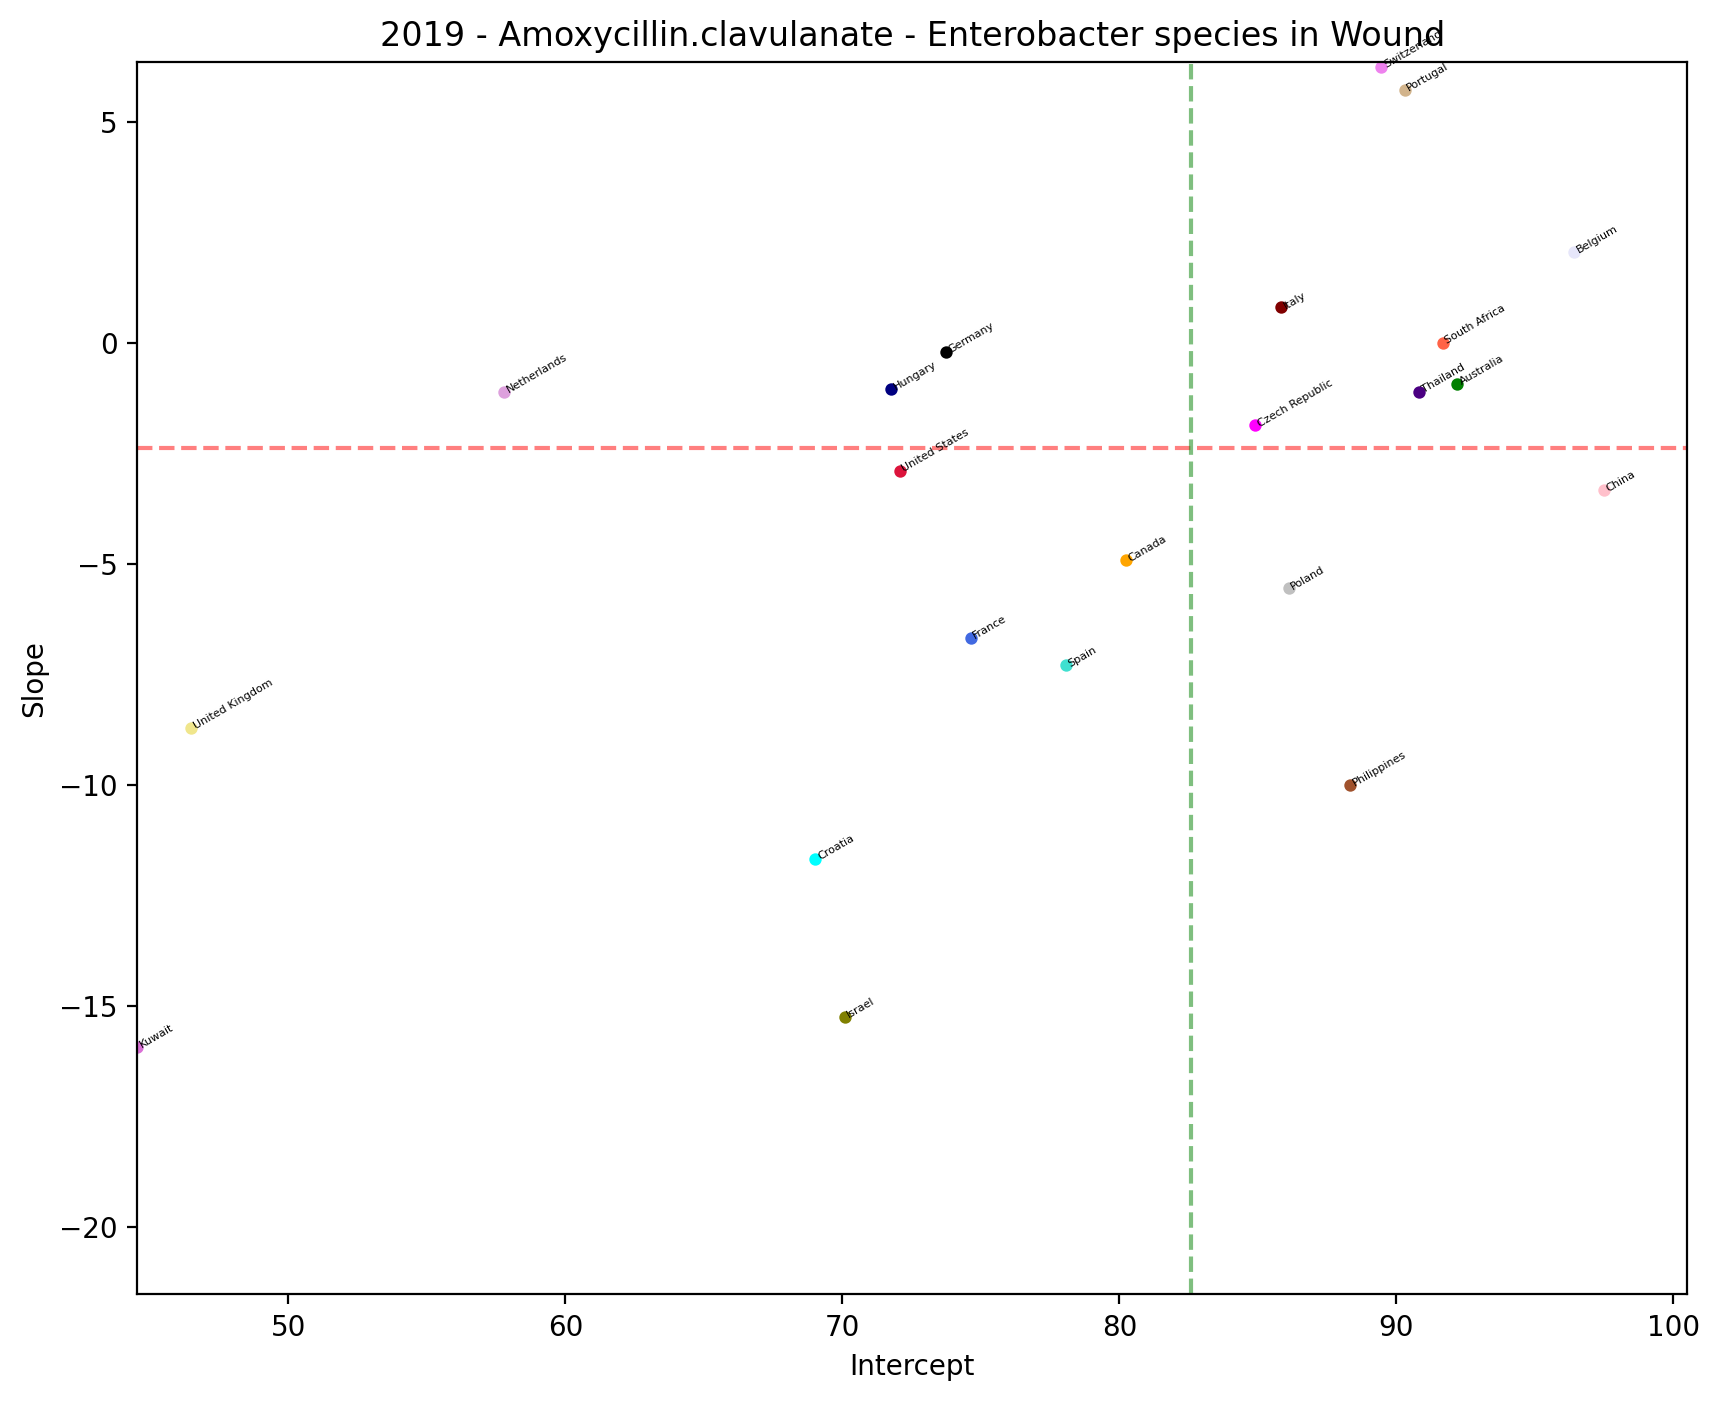 2019 - Amoxycillin.clavulanate - Enterobacter species in Wound
Switzerland
Portugal
5
Belgium
Italy
South Africa
0
Germany
Netherlands
Hungary
Thailand
Australia
Czech Republic
United States
China
Canada
−5
Poland
France
Spain
Slope
United Kingdom
Philippines
−10
Croatia
Israel
−15
Kuwait
−20
50
60
70
80
90
100
Intercept